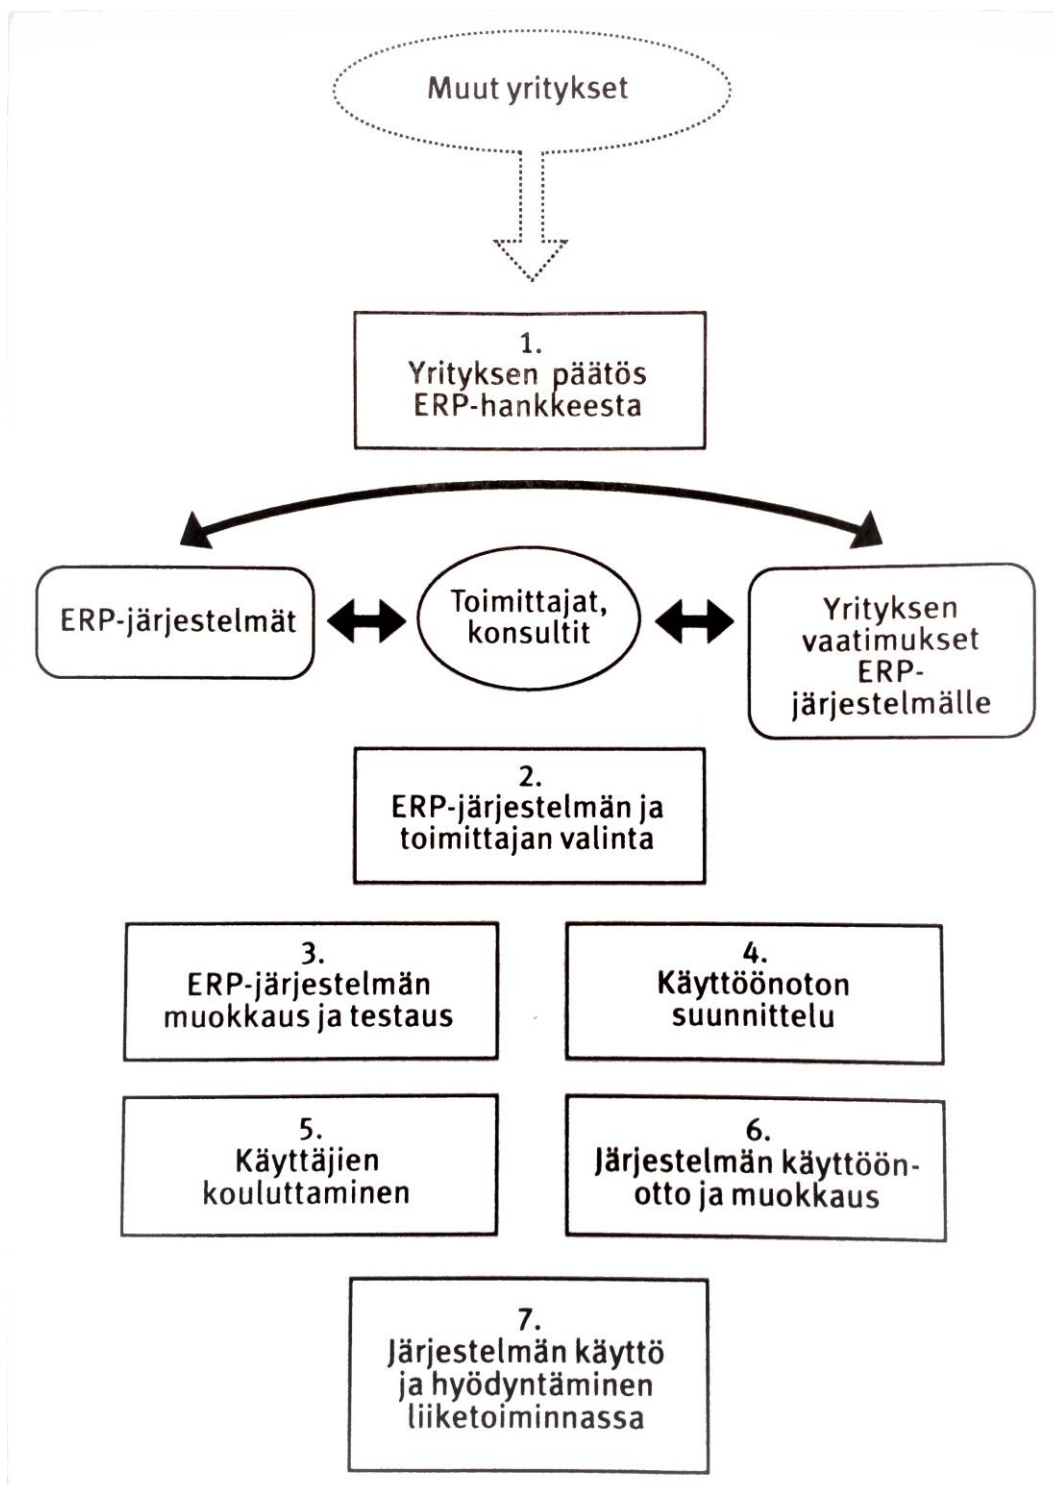 Muut yritykset
1.
Yrityksen päätös
ERP-hankkeesta
ERP-järjestelmät
Toimittajat,
konsultit
Yrityksen
vaatimukset
ERP-
järjestelmälle
2.
ERP-järjestelmän ja
toimittajan valinta
3.
ERP-järjestelmän
muokkaus ja testaus
4.
Käyttöönoton
suunnittelu
5.
Käyttäjien
kouluttaminen
6.
Järjestelmän käyttöön-
otto ja muokkaus
7.
Järjestelmän käyttö
ja hyödyntäminen
liiketoiminnassa